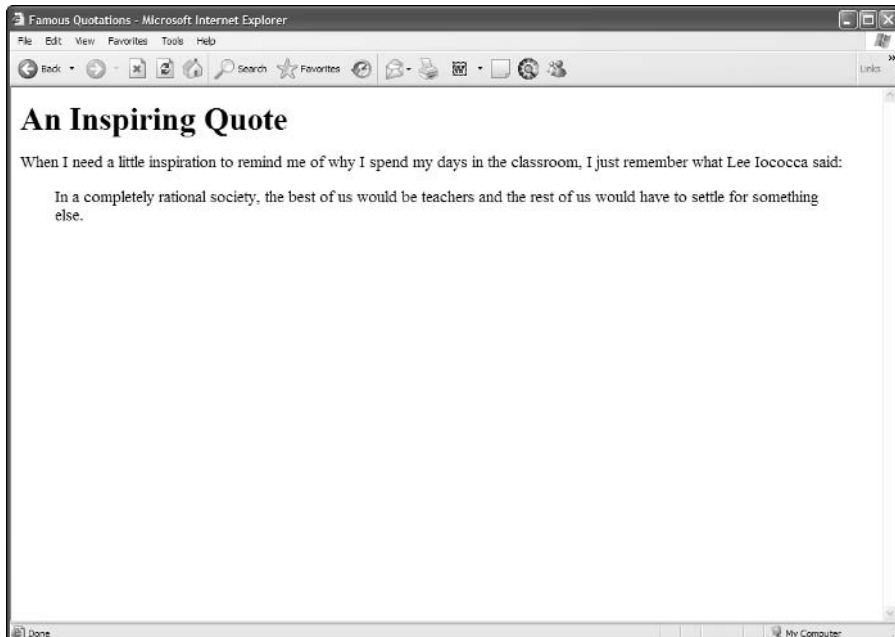 Famous Quotations - Microsoft Internet Explorer
File Edit View Favorites Tools Help
Back Search Favorites Links
An Inspiring Quote
When I need a little inspiration to remind me of why I spend my days in the classroom, I just remember what Lee Iococca said:
In a completely rational society, the best of us would be teachers and the rest of us would have to settle for something
else.
Done My Computer